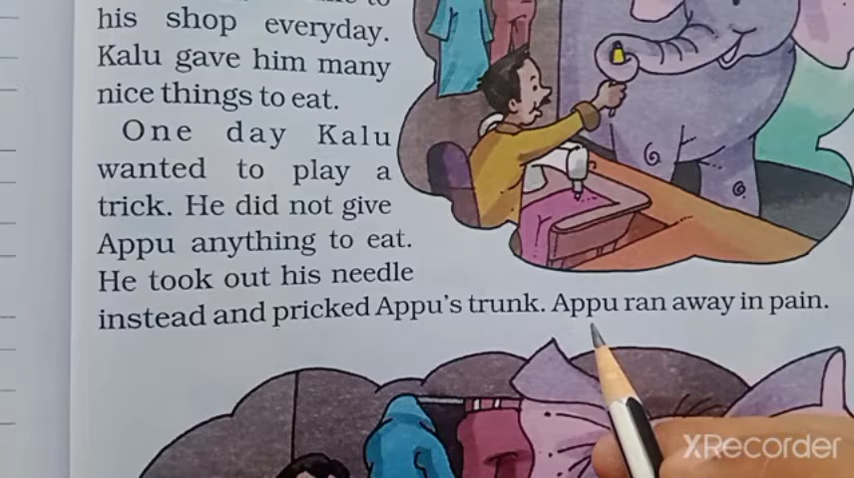 his shop everyday.
Kalu gave him many
nice things to eat.
One day Kalu
wanted to play a
trick. He did not give
Appu anything to eat.
He took out his needle
instead and pricked Appu's trunk. Appu ran away in pain.
XRecorder